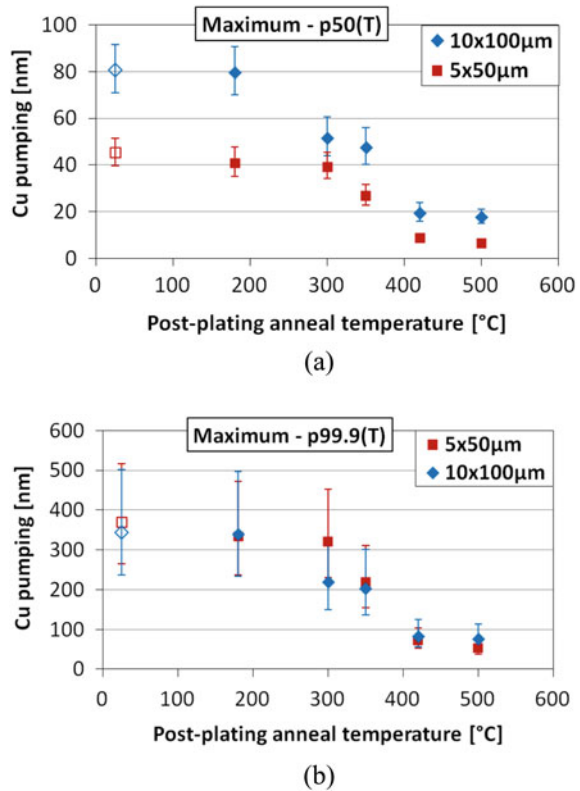 Maximum - p50(T)
10x100µm
5x50µm
Cu pumping [nm]
100
80
60
40
20
0
0 100 200 300 400 500 600
Post-plating anneal temperature [°C]
(a)
Maximum - p99.9(T)
5x50µm
10x100µm
Cu pumping [nm]
600
500
400
300
200
100
0
0 100 200 300 400 500 600
Post-plating anneal temperature [°C]
(b)